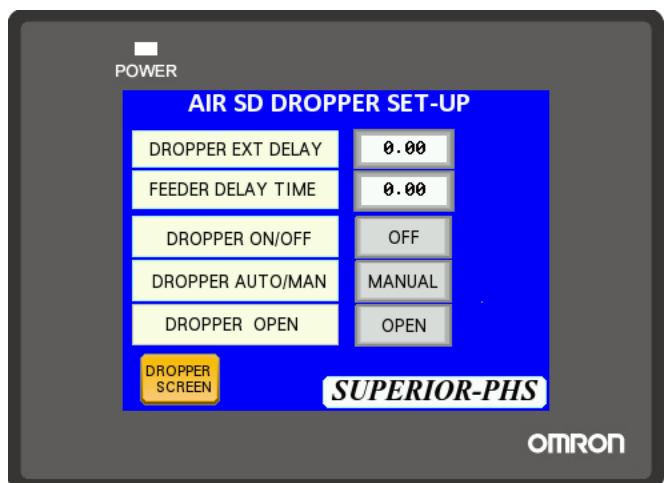 POWER
AIR SD DROPPER SET-UP
DROPPER EXT DELAY 0.00
FEEDER DELAY TIME 0.00
DROPPER ON/OFF OFF
DROPPER AUTO/MAN MANUAL
DROPPER OPEN OPEN
DROPPER
SCREEN
SUPERIOR-PHS
OMRON